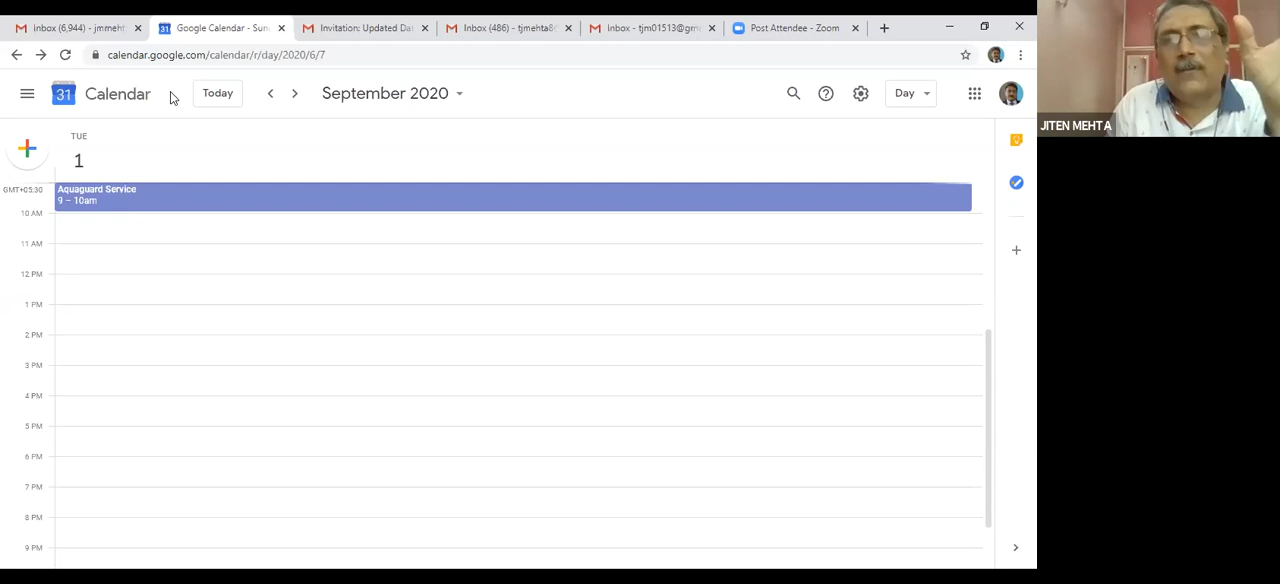 Inbox (6,944) - jmrmeht
Google Calendar - Sun
Invitation: Updated Da
Inbox (486) - tjmehta8
Inbox - tjm01513@gm
Post Attendee - Zoom
calendar.google.com/calendar/r/day/2020/6/7
31
Calendar
Today
September 2020
Day
TUE
1
GMT+05:30
Aquaguard Service
9 – 10am
10 AM
11 AM
12 PM
1 PM
2 PM
3 PM
4 PM
5 PM
6 PM
7 PM
8 PM
9 PM
JITEN MEHTA